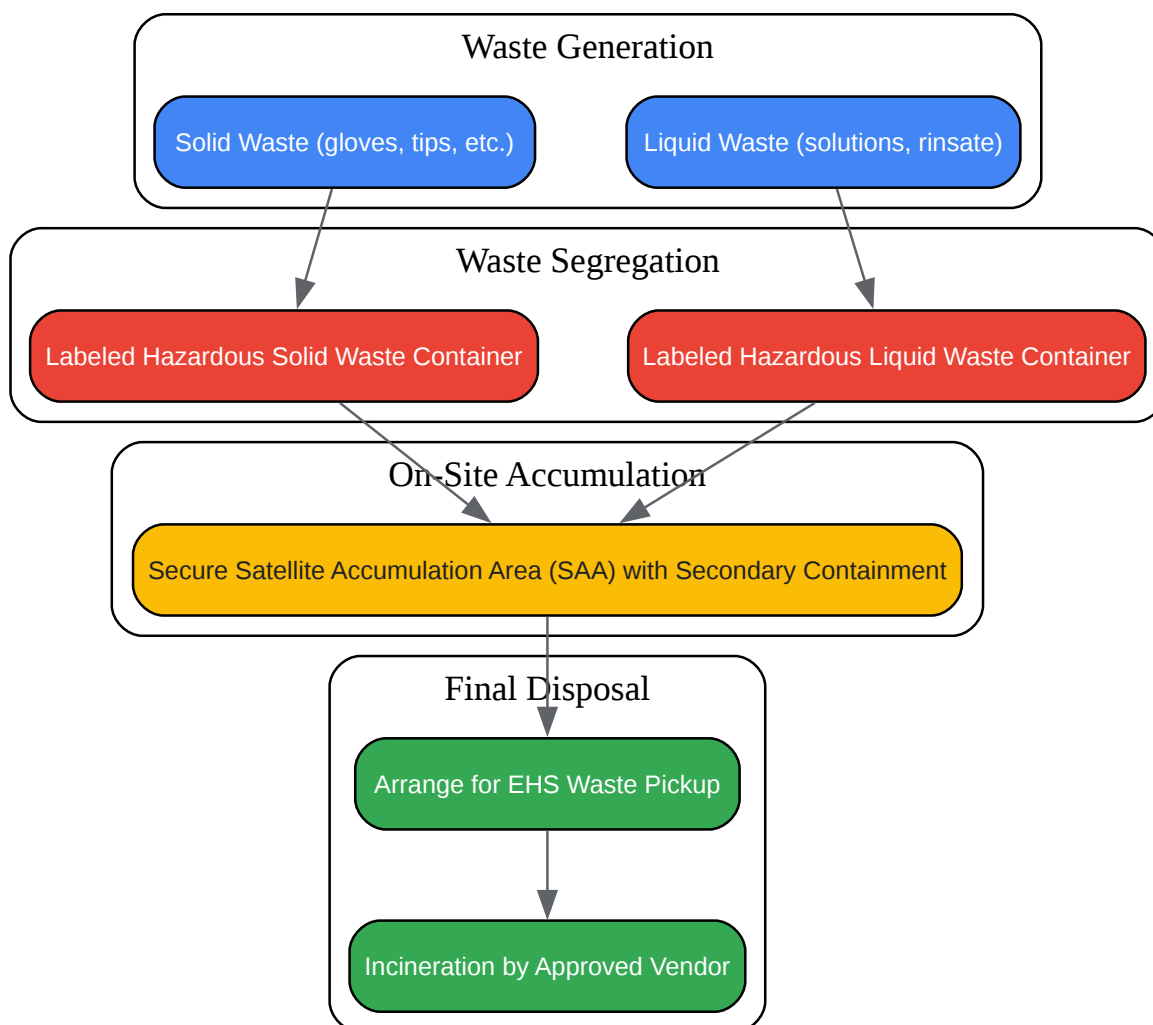 Waste Generation
Solid Waste (gloves, tips, etc.)
Liquid Waste (solutions, rinsate)
Waste Segregation
Labeled Hazardous Solid Waste Container
Labeled Hazardous Liquid Waste Container
On-Site Accumulation
Secure Satellite Accumulation Area (SAA) with Secondary Containment
Final Disposal
Arrange for EHS Waste Pickup
Incineration by Approved Vendor